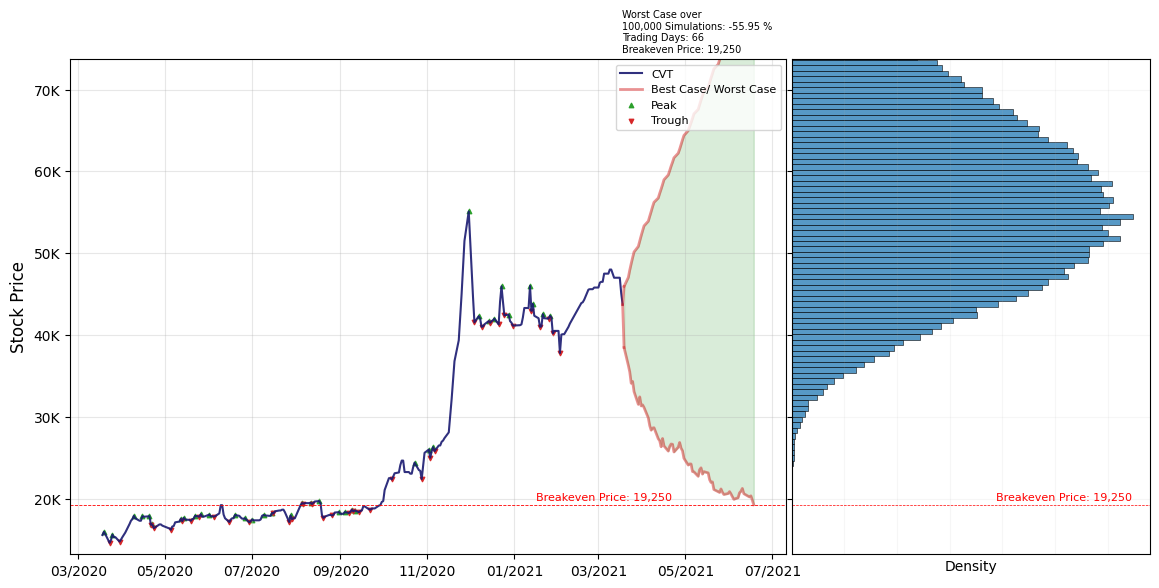 Worst Case over
100,000 Simulations: -55.95 %
Trading Days: 66
Breakeven Price: 19,250
CVT
Best Case/ Worst Case
Peak
Trough
Stock Price
70K
60K
50K
40K
30K
20K
Breakeven Price: 19,250
Breakeven Price: 19,250
03/2020 05/2020 07/2020 09/2020 11/2020 01/2021 03/2021 05/2021 07/2021
Density